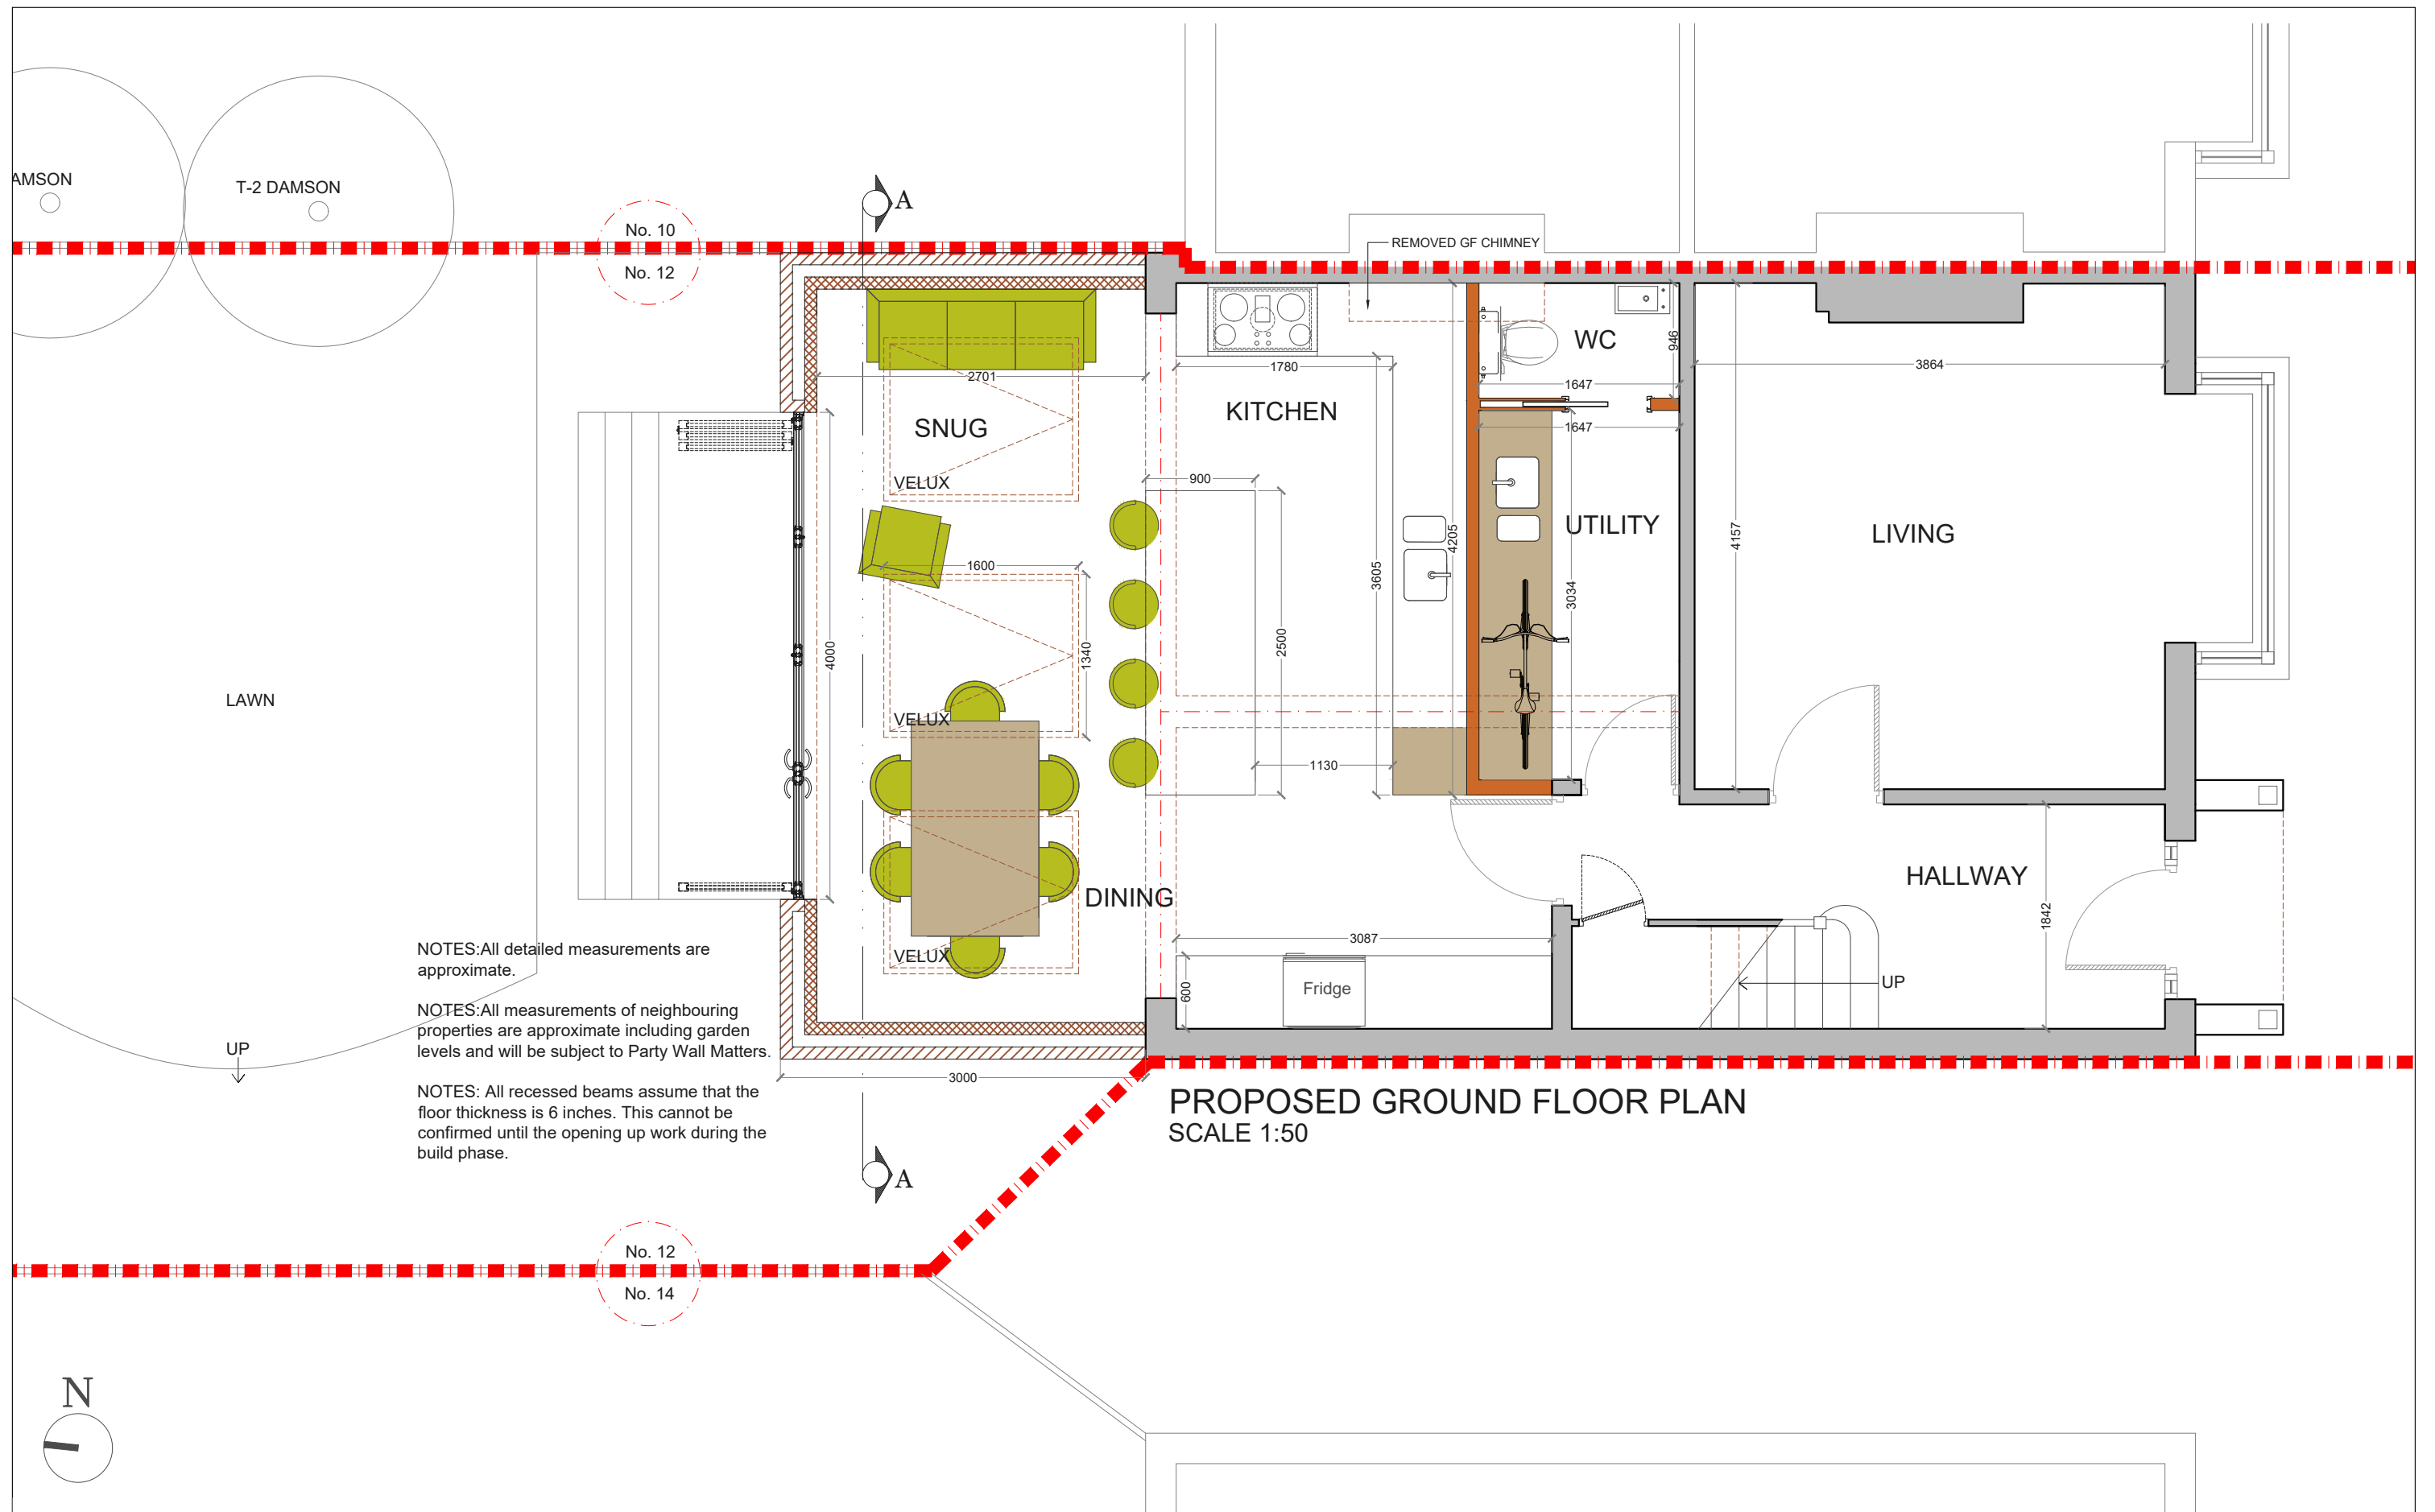 AMSON
T-2 DAMSON
No. 10
No. 12
A
REMOVED GF CHIMNEY
WC
946
1780
2701
3864
1647
1647
KITCHEN
SNUG
VELUX
900
UTILITY
LIVING
4205
4157
1600
3605
3034
2500
1340
4000
LAWN
VELUX
1130
HALLWAY
DINING
1842
3087
VELUX
Fridge
600
UP
UP
3000
NOTES:All detailed measurements are
approximate.
NOTES:All measurements of neighbouring
properties are approximate including garden
levels and will be subject to Party Wall Matters.
NOTES: All recessed beams assume that the
floor thickness is 6 inches. This cannot be
confirmed until the opening up work during the
build phase.
PROPOSED GROUND FLOOR PLAN
SCALE 1:50
A
No. 12
No. 14
N